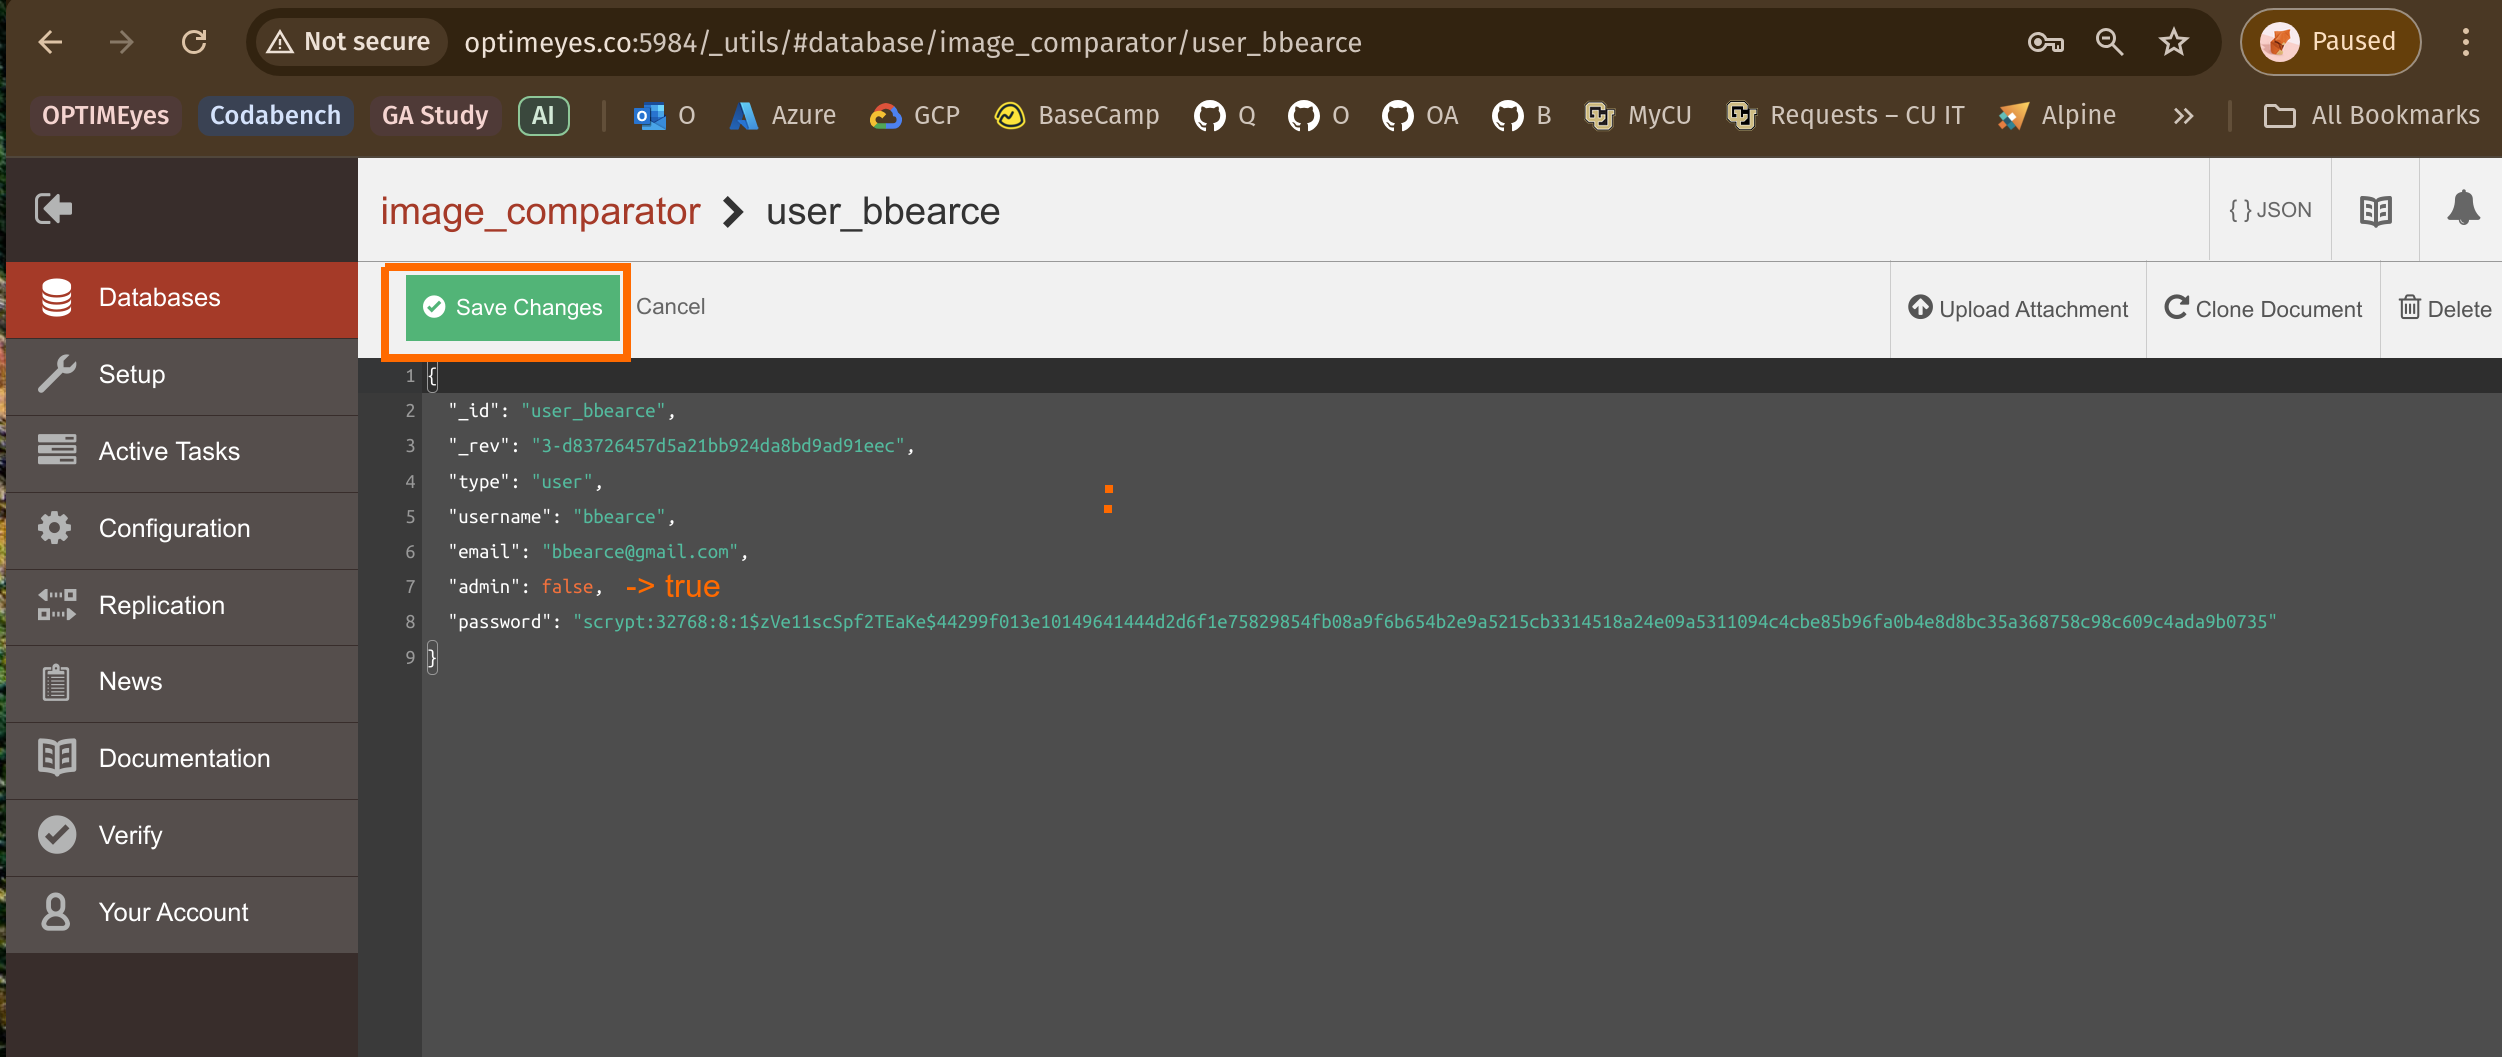 Not secure optimeyes.co:5984/_utils/#database/image_comparator/user_bbearce Paused
OPTIMEyes Codabench GA Study AI O Azure GCP BaseCamp Q O OA B MyCU Requests – CU IT Alpine » All Bookmarks
image_comparator > user_bbearce { } JSON
Databases
Save Changes Cancel Upload Attachment Clone Document Delete
Setup
Active Tasks
Configuration
Replication
News
Documentation
Verify
Your Account
1 {
2 "_id": "user_bbearce",
3 "_rev": "3-d83726457d5a21bb924da8bd9ad91eec",
4 "type": "user",
5 "username": "bbearce",
6 "email": "bbearce@gmail.com",
7 "admin": false, -> true
8 "password": "scrypt:32768:8:1$zVe11scSpf2TEaKe$44299f013e10149641444d2d6f1e75829854fb08a9f6b654b2e9a5215cb3314518a24e09a5311094c4cbe85b96fa0b4e8d8bc35a368758c98c609c4ada9b0735"
9 }